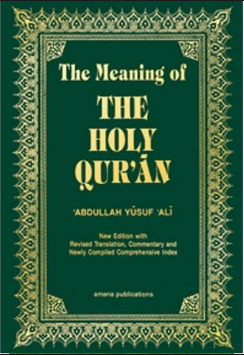 The Meaning of
THE
HOLY
QUR'ĀN
'ABDULLAH YŪSUF 'ALĪ
New Edition with
Revised Translation, Commentary and
Newly Compiled Comprehensive Index
amana publications